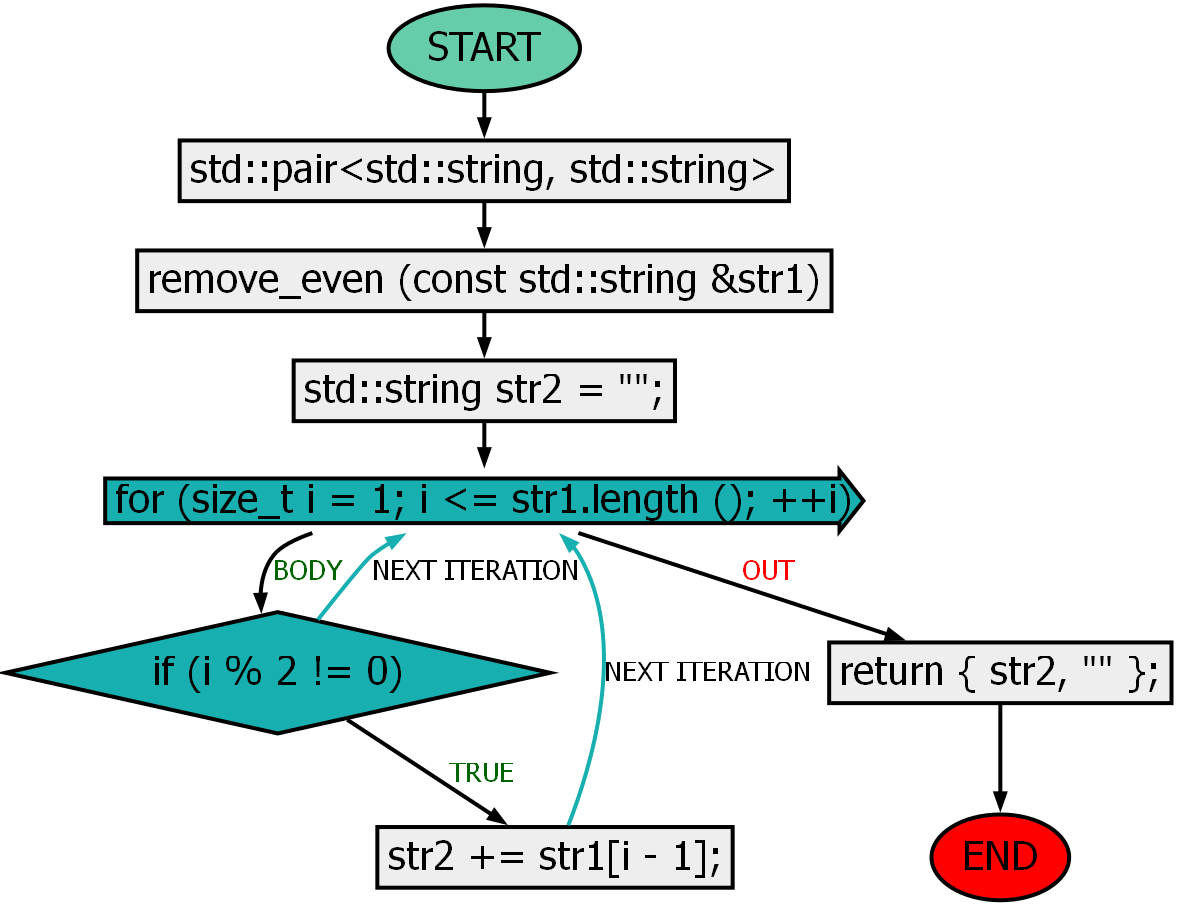 START
std::pair<std::string, std::string>
remove_even (const std::string &str1)
std::string str2 = "";
for (size_t i = 1; i <= str1.length (); ++i)
BODY
NEXT ITERATION
OUT
if (i % 2 != 0)
NEXT ITERATION
return { str2, "" };
TRUE
str2 += str1[i - 1];
END